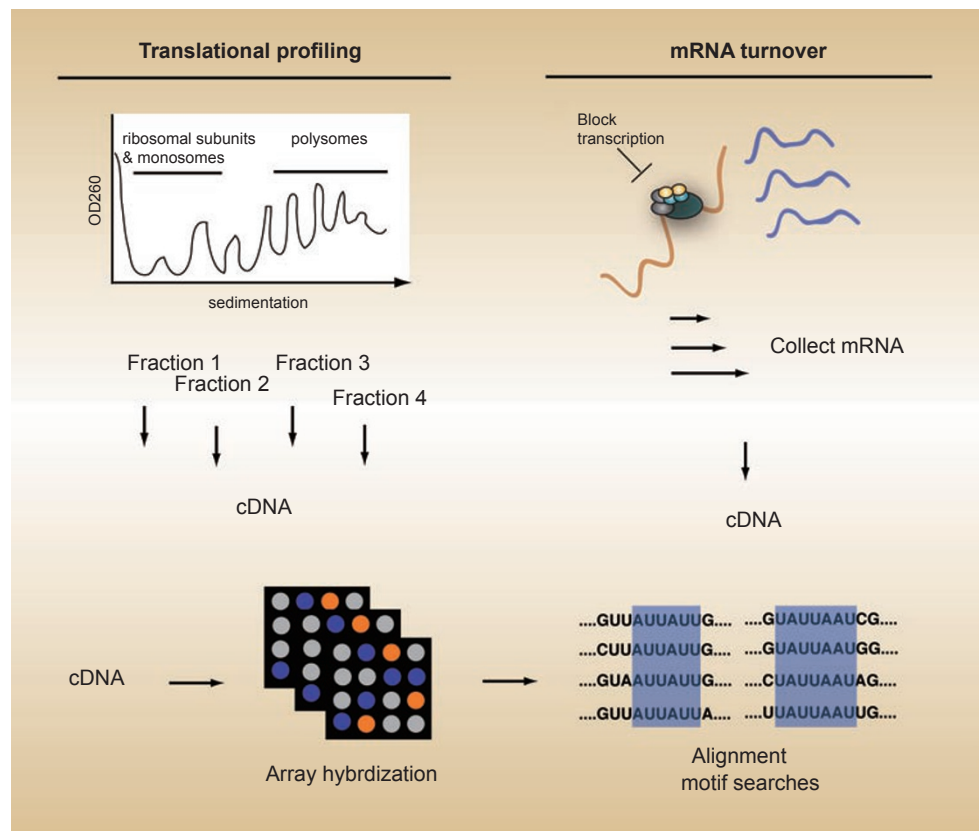 Translational profiling
ribosomal subunits
& monosomes
polysomes
OD260
sedimentation
Fraction 1
Fraction 2
Fraction 3
Fraction 4
cDNA
mRNA turnover
Block
transcription
Collect mRNA
cDNA
cDNA
Array hybrdization
....GUUAUUAUUG.... ....GUAUUAAUCG....
....CUUAUUAUUG.... ....GUAUUAAUGG....
....GUAAUUAUUG.... ....CUAUUAAUAG....
....GUUAUUAUUA.... ....UUAUUAAUUG....
Alignment
motif searches